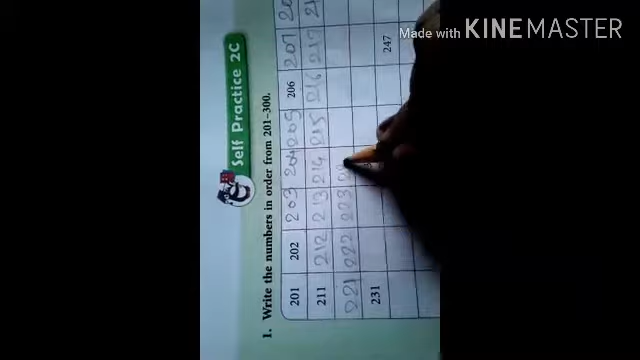 Made with KINEMASTER
Self Practice 2C
1. Write the numbers in order from 201–300.
201 202 203 204 205 206 207
211 212 213 214 215 216 217
221 222 223
231
247